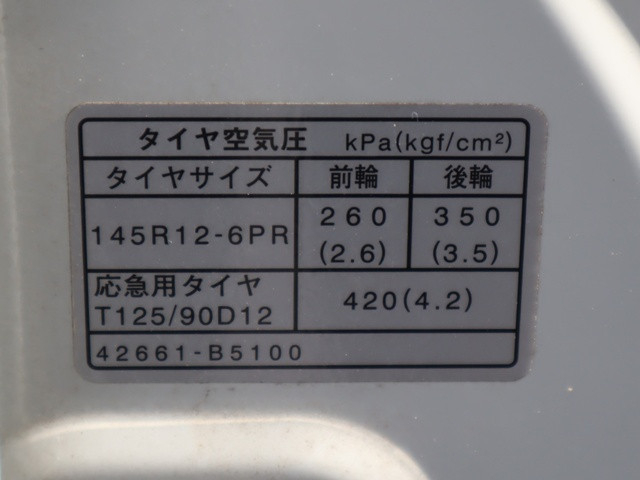 タイヤ空気圧 kPa(kgf/cm²)
タイヤサイズ 前輪 後輪
145R12-6PR 260 (2.6) 350 (3.5)
応急用タイヤ
T125/90D12 420(4.2)
42661-B5100